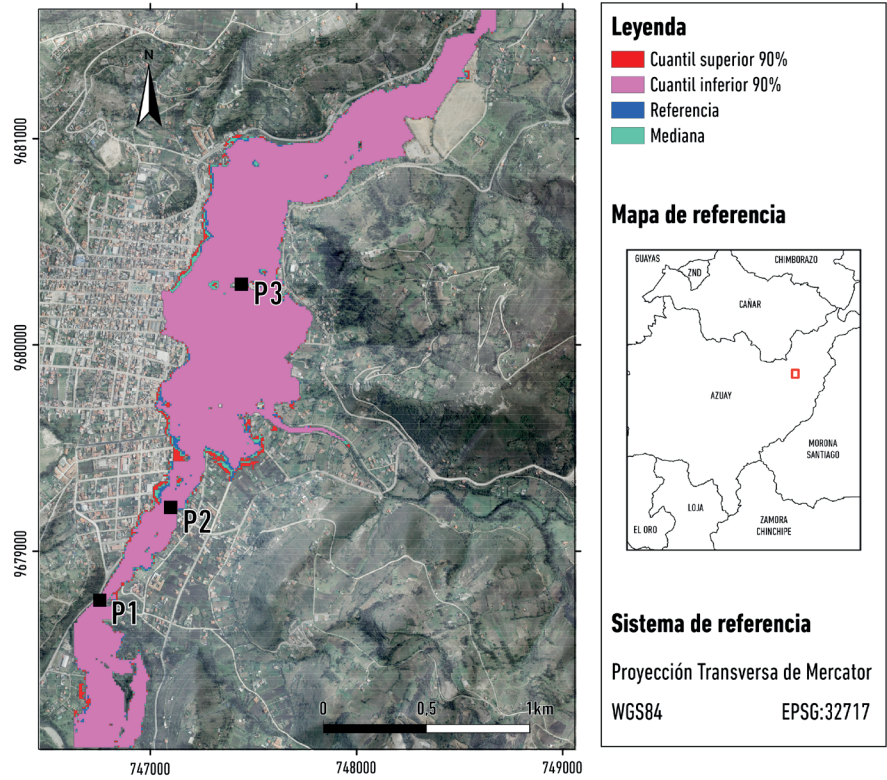 N
9681000
9680000
9679000
P3
P2
P1
0
0,5
1km
747000
748000
749000
Leyenda
Cuantil superior 90%
Cuantil inferior 90%
Referencia
Mediana
Mapa de referencia
GUAYAS
CHIMBORAZO
ZND
CAÑAR
AZUAY
MORONA
SANTIAGO
LOJA
EL ORO
ZAMORA
CHINCHIPE
Sistema de referencia
Proyección Transversa de Mercator
WGS84 EPSG:32717